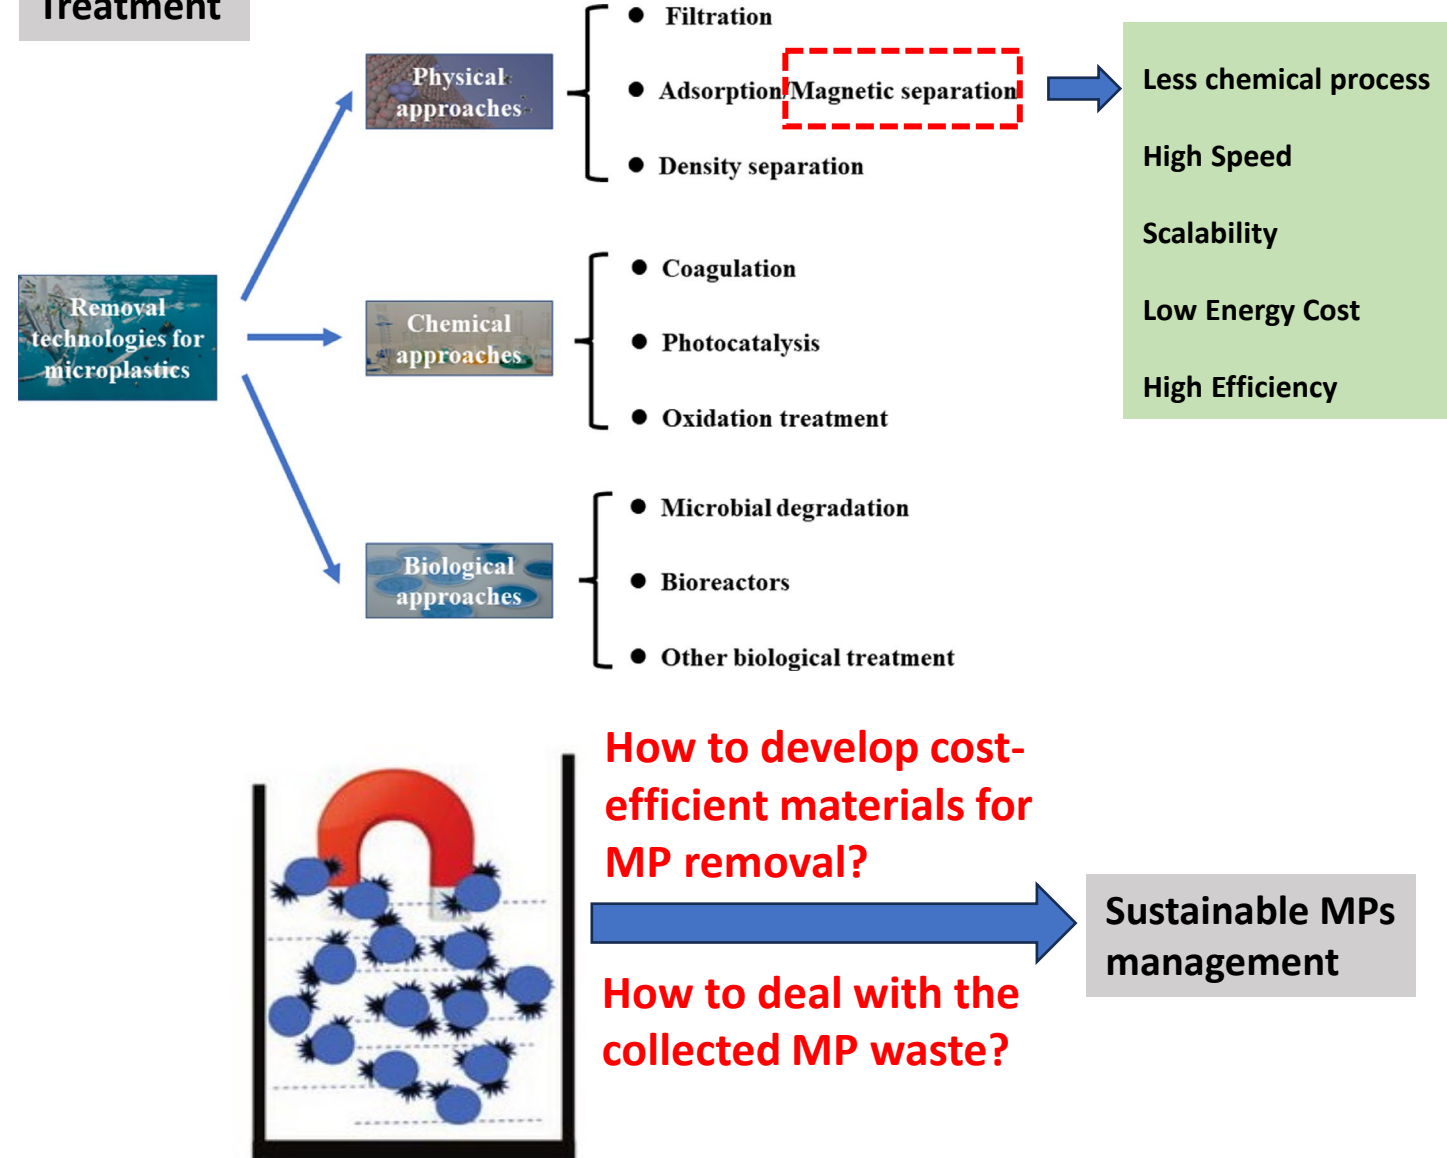 Treatment
Removal
technologies for
microplastics
Physical
approaches
Filtration
Adsorption/Magnetic separation
Density separation
Less chemical process
High Speed
Scalability
Low Energy Cost
High Efficiency
Chemical
approaches
Coagulation
Photocatalysis
Oxidation treatment
Biological
approaches
Microbial degradation
Bioreactors
Other biological treatment
How to develop cost-
efficient materials for
MP removal?
How to deal with the
collected MP waste?
Sustainable MPs
management